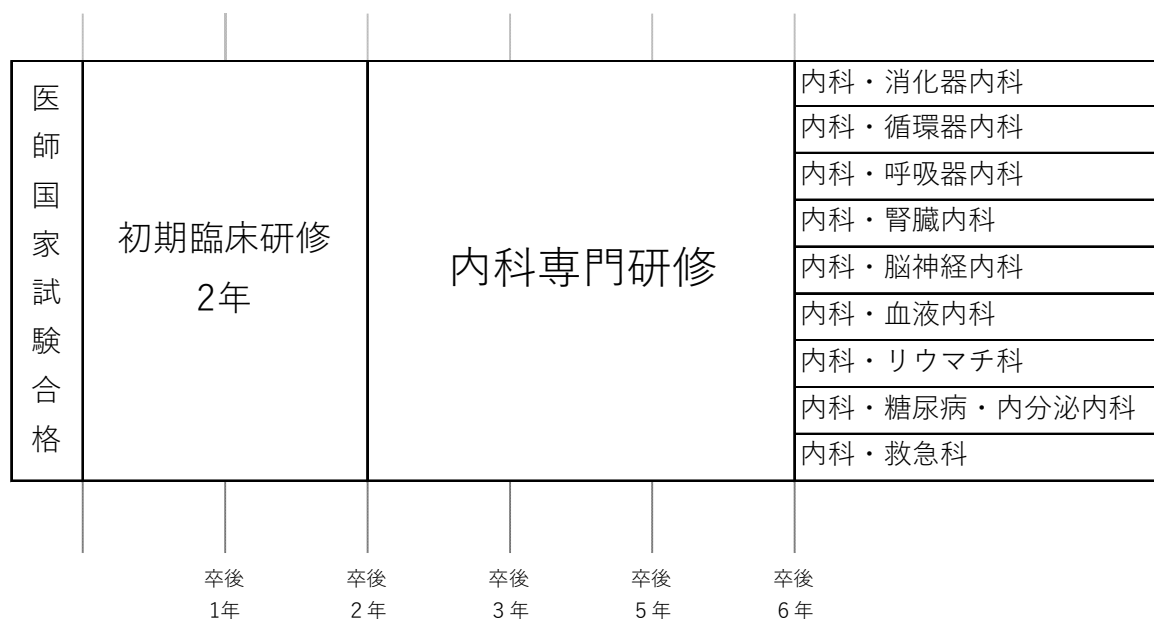 医師国家試験合格
初期臨床研修
2年
内科専門研修
内科・消化器内科
内科・循環器内科
内科・呼吸器内科
内科・腎臓内科
内科・脳神経内科
内科・血液内科
内科・リウマチ科
内科・糖尿病・内分泌内科
内科・救急科
卒後
1年
卒後
2年
卒後
3年
卒後
5年
卒後
6年